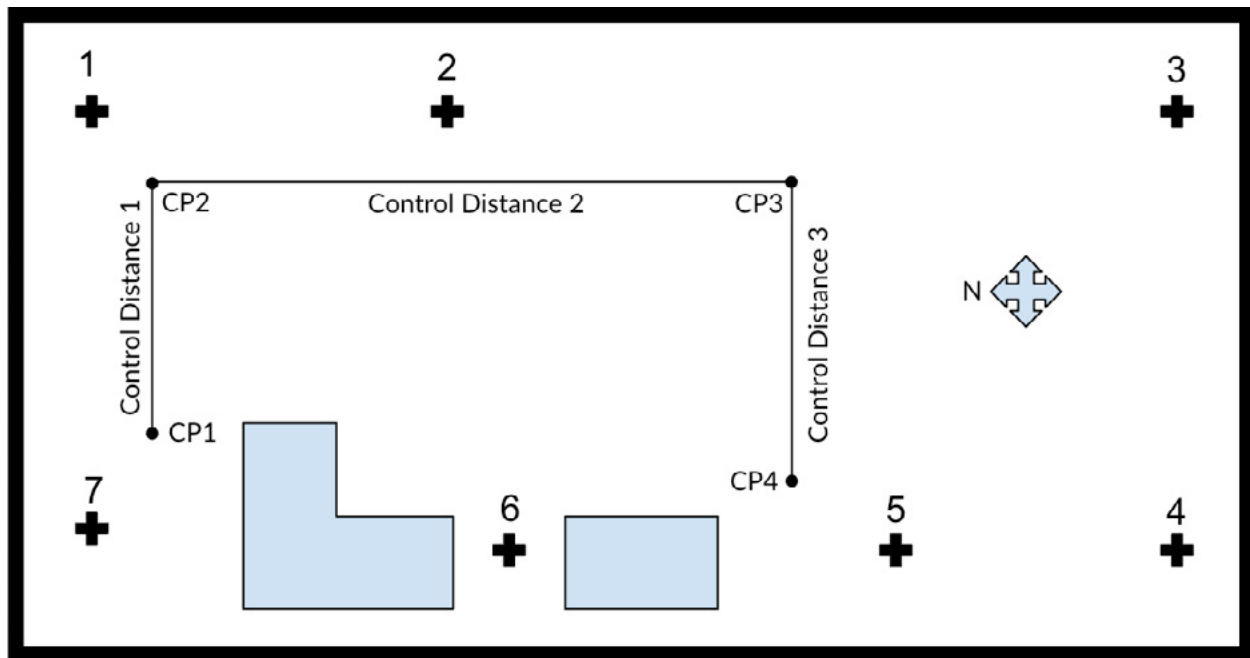 1
2
3
CP2
Control Distance 2
CP3
Control Distance 1
Control Distance 3
N
CP1
CP4
7
6
5
4